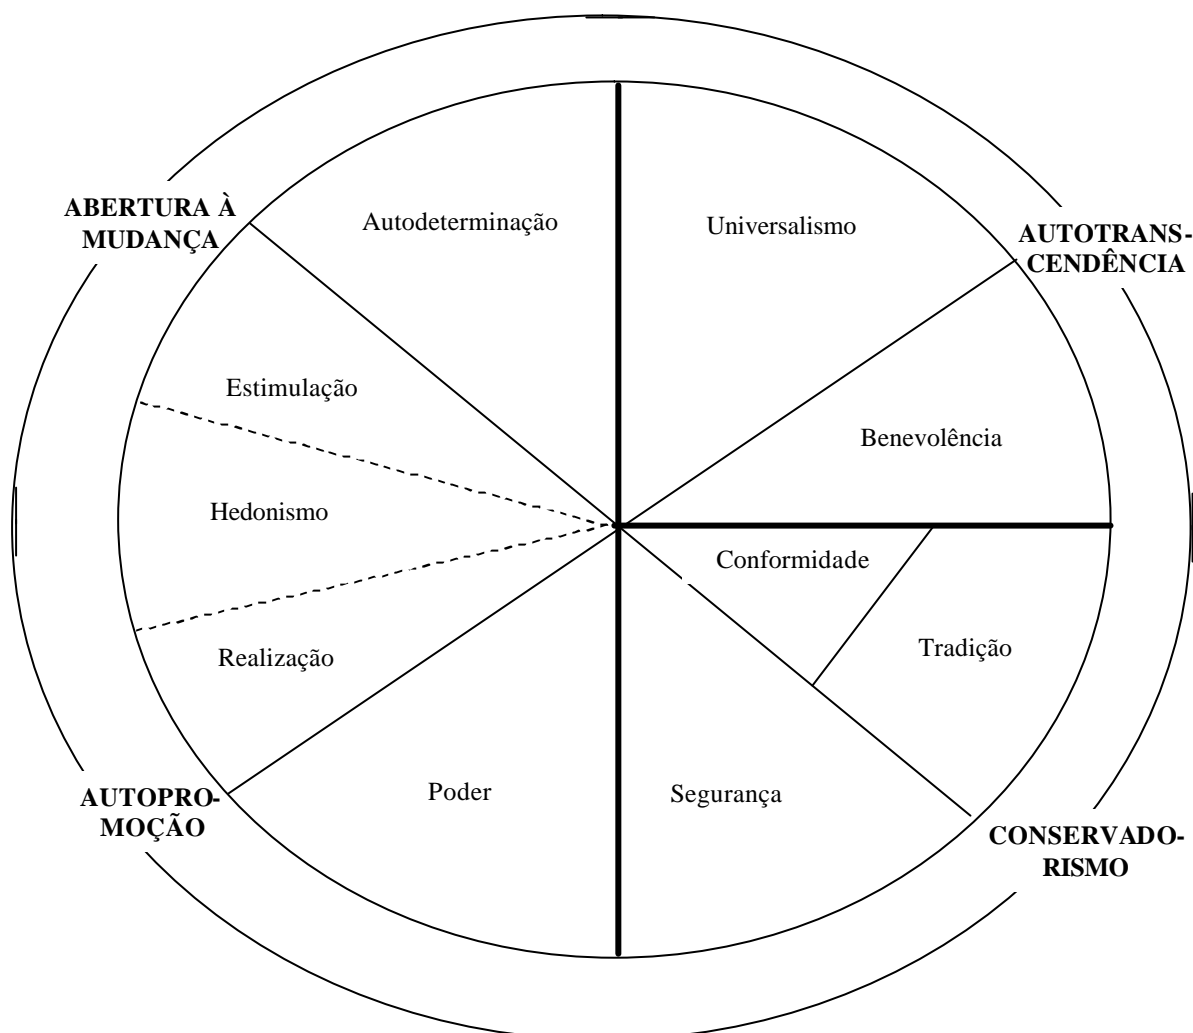 ABERTURA À
MUDANÇA
Autodeterminação
Universalismo
AUTOTRANS-
CENDÊNCIA
Estimulação
Benevolência
Hedonismo
Conformidade
Realização
Tradição
AUTOPRO-
MOÇÃO
Poder
Segurança
CONSERVADO-
RISMO